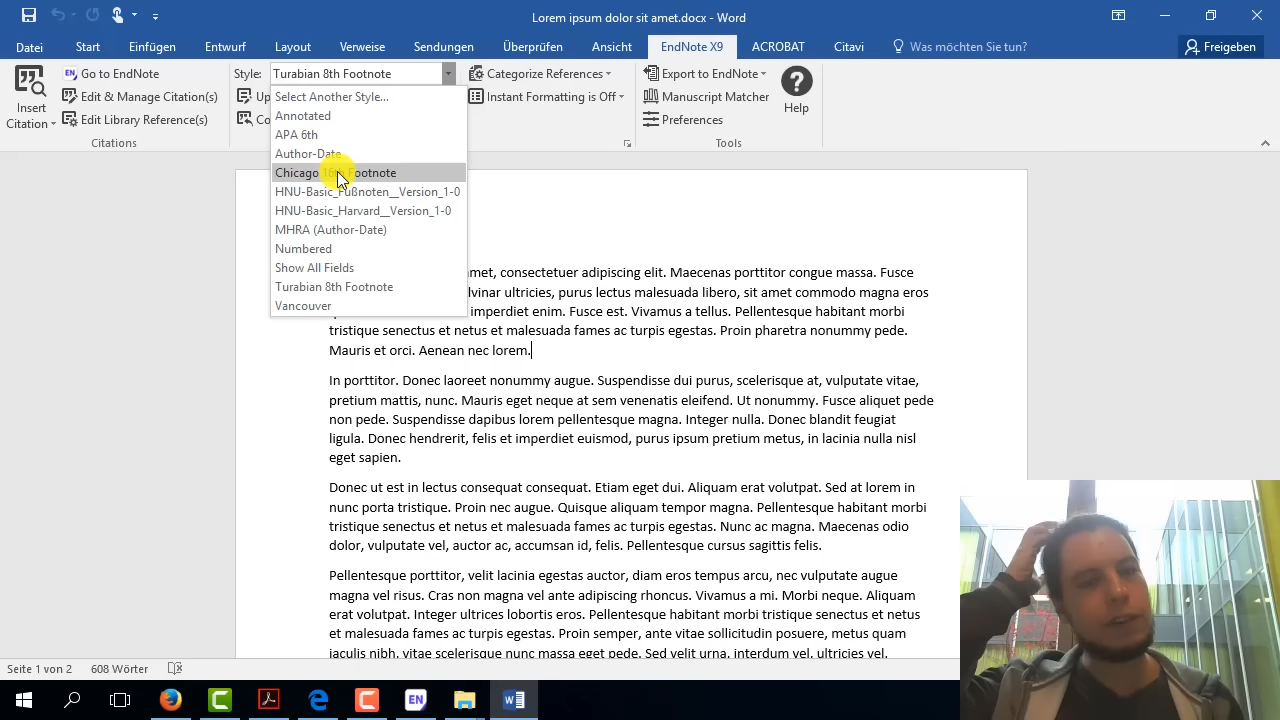 Lorem ipsum dolor sit amet.docx - Word
Datei Start Einfügen Entwurf Layout Verweise Sendungen Überprüfen Ansicht EndNote X9 ACROBAT Citavi Was möchten Sie tun? Freigeben
Insert Citation
EN Go to EndNote
Edit & Manage Citation(s)
Edit Library Reference(s)
Citations
Style: Turabian 8th Footnote
Up
Co
Select Another Style...
Annotated
APA 6th
Author-Date
Chicago 16th Footnote
HNU-Basic_Fußnoten__Version_1-0
HNU-Basic_Harvard__Version_1-0
MHRA (Author-Date)
Numbered
Show All Fields
Turabian 8th Footnote
Vancouver
Categorize References
Instant Formatting is Off
Export to EndNote
Manuscript Matcher
Preferences
Help
Tools
amet, consectetuer adipiscing elit. Maecenas porttitor congue massa. Fusce
lvinar ultricies, purus lectus malesuada libero, sit amet commodo magna eros
imperdiet enim. Fusce est. Vivamus a tellus. Pellentesque habitant morbi
tristique senectus et netus et malesuada fames ac turpis egestas. Proin pharetra nonummy pede.
Mauris et orci. Aenean nec lorem.
In porttitor. Donec laoreet nonummy augue. Suspendisse dui purus, scelerisque at, vulputate vitae,
pretium mattis, nunc. Mauris eget neque at sem venenatis eleifend. Ut nonummy. Fusce aliquet pede
non pede. Suspendisse dapibus lorem pellentesque magna. Integer nulla. Donec blandit feugiat
ligula. Donec hendrerit, felis et imperdiet euismod, purus ipsum pretium metus, in lacinia nulla nisl
eget sapien.
Donec ut est in lectus consequat consequat. Etiam eget dui. Aliquam erat volutpat. Sed at lorem in
nunc porta tristique. Proin nec augue. Quisque aliquam tempor magna. Pellentesque habitant morbi
tristique senectus et netus et malesuada fames ac turpis egestas. Nunc ac magna. Maecenas odio
dolor, vulputate vel, auctor ac, accumsan id, felis. Pellentesque cursus sagittis felis.
Pellentesque porttitor, velit lacinia egestas auctor, diam eros tempus arcu, nec vulputate augue
magna vel risus. Cras non magna vel ante adipiscing rhoncus. Vivamus a mi. Morbi neque. Aliquam
erat volutpat. Integer ultrices lobortis eros. Pellentesque habitant morbi tristique senectus et netus
et malesuada fames ac turpis egestas. Proin semper, ante vitae sollicitudin posuere, metus quam
iaculis nibh, vitae scelerisque nunc massa eget pede. Sed velit urna, interdum vel, ultricies vel,
Seite 1 von 2 608 Wörter
EN